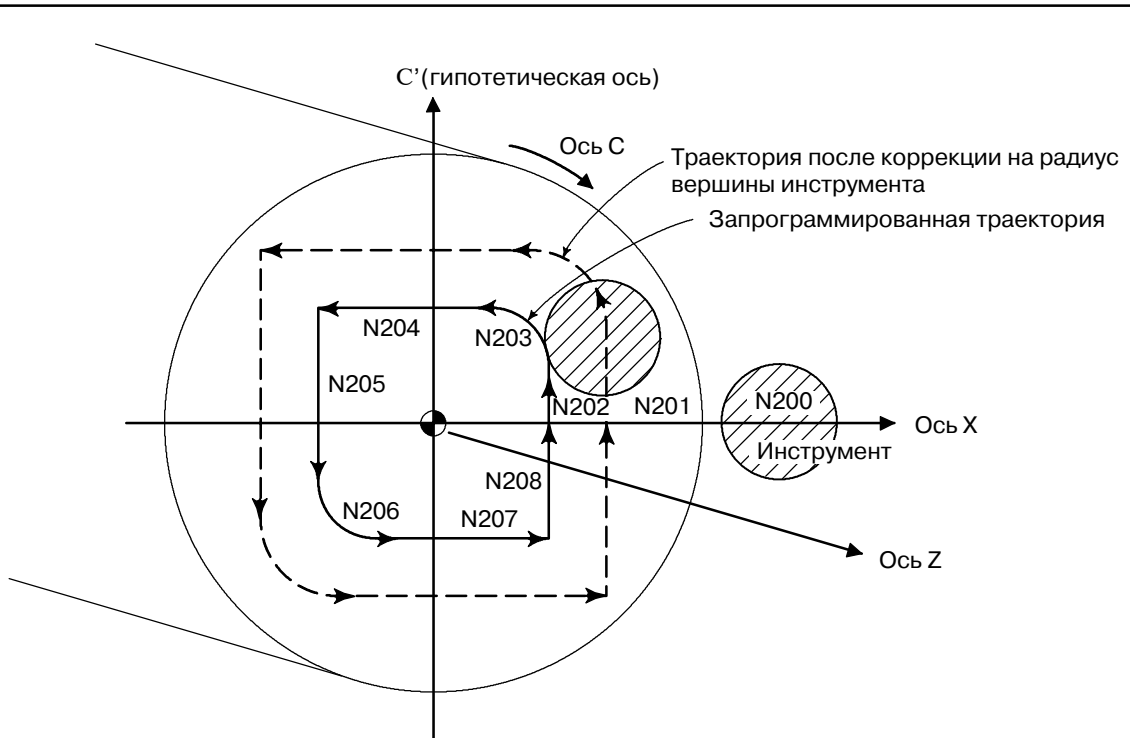 C’(гипотетическая ось)
Ось C
Траектория после коррекции на радиус
вершины инструмента
Запрограммированная траектория
N204
N203
N205
N202
N201
N200
Ось X
Инструмент
N208
N206
N207
Ось Z